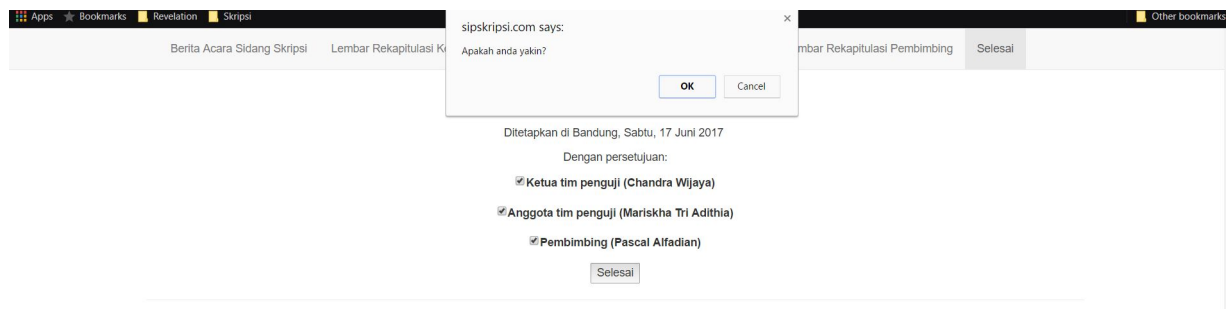 Apps Bookmarks Revelation Skripsi Other bookmarks
sipskripsi.com says:
Apakah anda yakin?
OK Cancel
Berita Acara Sidang Skripsi Lembar Rekapitulasi Rekapitulasi Pembimbing Selesai
Ditetapkan di Bandung, Sabtu, 17 Juni 2017
Dengan persetujuan:
Ketua tim penguji (Chandra Wijaya)
Anggota tim penguji (Mariskha Tri Adithia)
Pembimbing (Pascal Alfadian)
Selesai